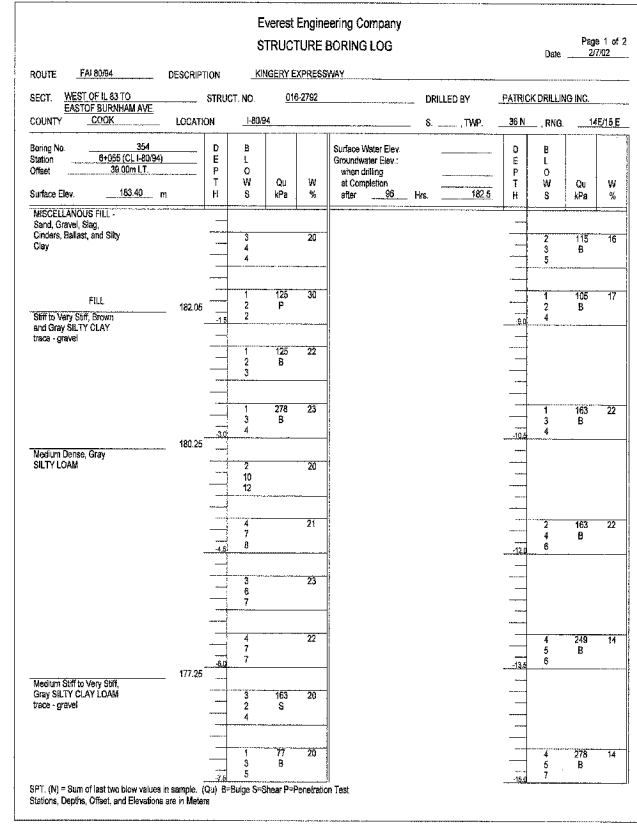 Everest Engineering Company
STRUCTURE BORING LOG
Page 1 of 2
Date 2/7/02
ROUTE FAI 80/94 DESCRIPTION KINGERY EXPRESSWAY
SECT. WEST OF IL 83 TO STRUCT. NO. 016-2792 DRILLED BY PATRICK DRILLING INC.
EASTOF BURNHAM AVE.
COUNTY COOK LOCATION I-80/94 S. , TWP. 36 N , RNG. 14E/15 E
Boring No. 354
Station 6+055 (CL I-80/94)
Offset 39.00m LT.
Surface Elev. 183.40 m
DEPTH BLOWS Qu kPa W %
Surface Water Elev.
Groundwater Elev.:
when drilling
at Completion
after 96 Hrs. 182.5
DEPTH BLOWS Qu kPa W %
MISCELLANOUS FILL -
Sand, Gravel, Slag,
Cinders, Ballast, and Silty
Clay
3 20
4
4
FILL
1 125 30
182.05 2 P
-1.5 2
Stiff to Very Stiff, Brown
and Gray SILTY CLAY
trace - gravel
1 125 22
2 B
3
1 278 23
3 B
-3.0 4
180.25
Medium Dense, Gray
SILTY LOAM
2 20
10
12
4 21
7
-4.5 8
3 23
6
7
4 22
7
-6.0 7
177.25
Medium Stiff to Very Stiff,
Gray SILTY CLAY LOAM
trace - gravel
3 163 20
2 S
4
1 77 20
3 B
-7.5 5
2 115 16
3 B
5
1 105 17
2 B
-9.0 4
1 163 22
3 B
-10.5 4
2 163 22
4 B
-12.0 6
4 249 14
5 B
-13.5 6
4 278 14
5 B
-15.0 7
SPT. (N) = Sum of last two blow values in sample. (Qu) B=Bulge S=Shear P=Penetration Test
Stations, Depths, Offset, and Elevations are in Meters